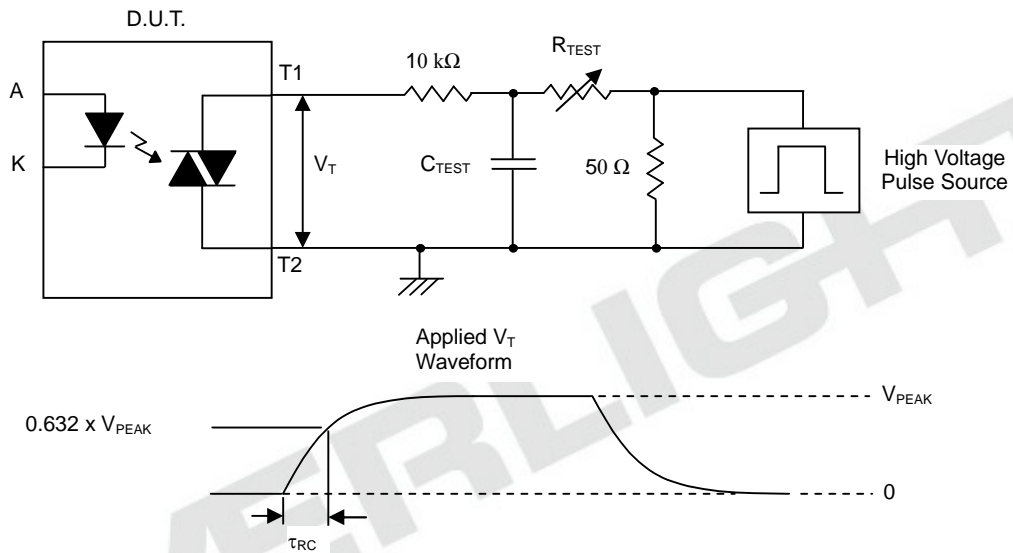 D.U.T.
A
K
T1
T2
V_T
10 kΩ
R_TEST
C_TEST
50 Ω
High Voltage
Pulse Source
Applied V_T
Waveform
0.632 x V_PEAK
V_PEAK
0
τ_RC
ERLIGHT